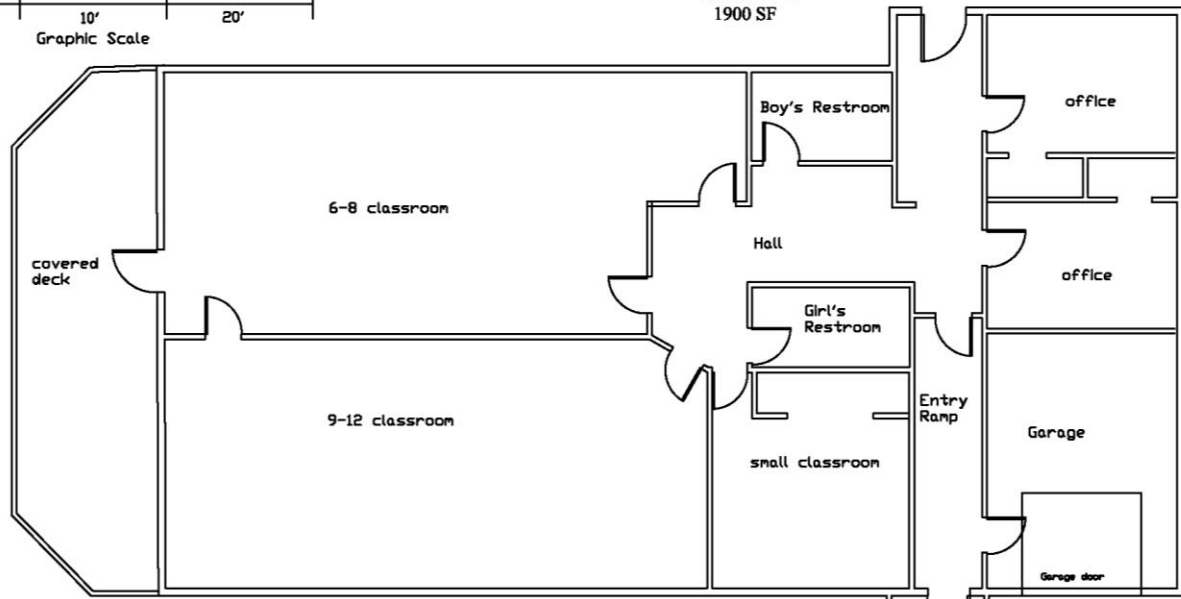 10' 20'
Graphic Scale
1900 SF
Boy's Restroom
office
6-8 classroom
Hall
covered
deck
office
Girl's
Restroom
9-12 classroom
Entry
Ramp
Garage
small classroom
Garage door